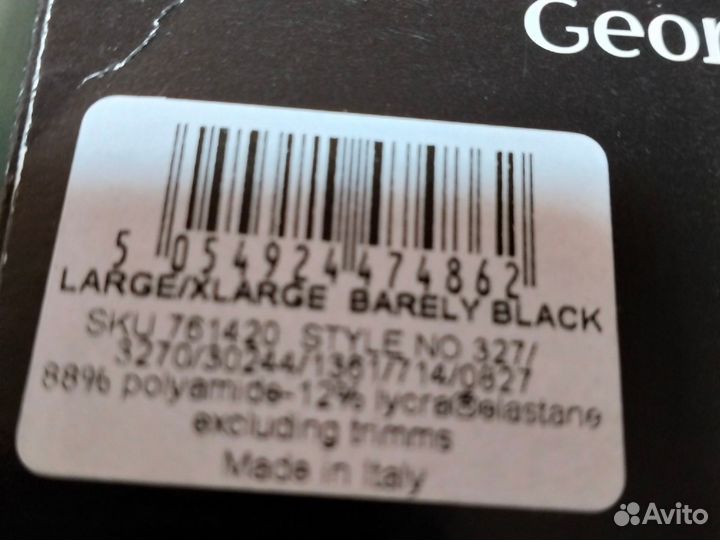 Geor
5 054924 474862
LARGE/XLARGE BARELY BLACK
SKU 761420 STYLE NO 327/
3270/30244/1361/714/0827
88% polyamide-12% lycra®elastane
excluding trimms
Made in Italy
Avito